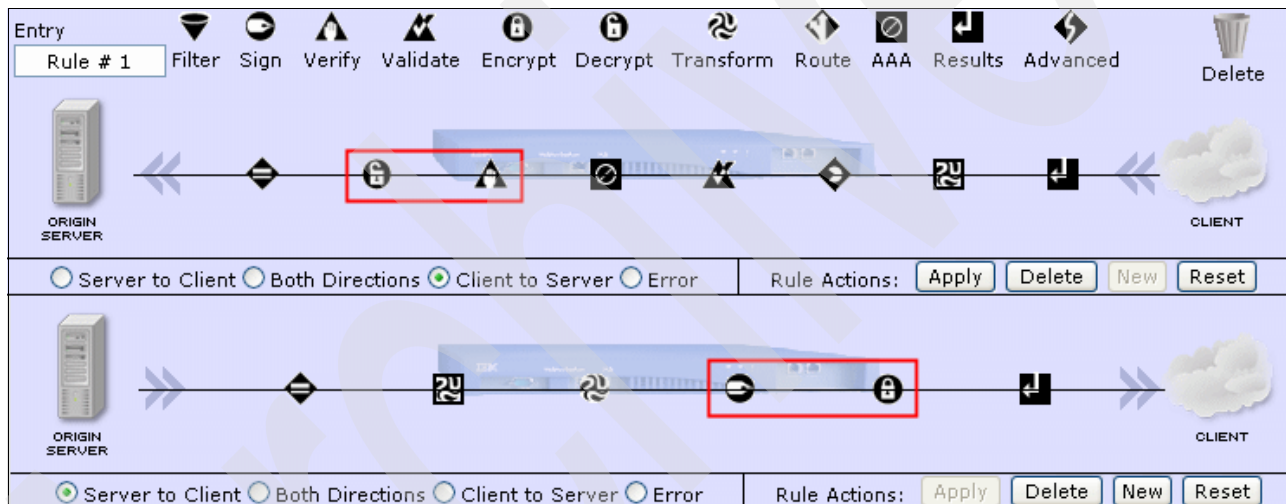 Entry
Rule # 1
Filter Sign Verify Validate Encrypt Decrypt Transform Route AAA Results Advanced
Delete
ORIGIN
SERVER
CLIENT
Server to Client Both Directions Client to Server Error
Rule Actions: Apply Delete New Reset
IBM
ORIGIN
SERVER
CLIENT
Server to Client Both Directions Client to Server Error
Rule Actions: Apply Delete New Reset